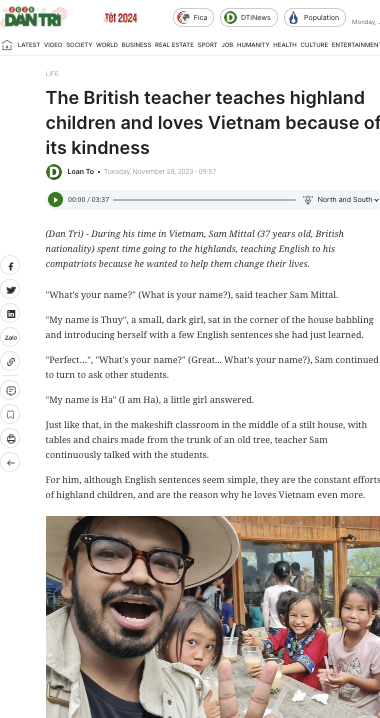 2026
DÂN TRÍ
Tết 2024
Fica
DTiNews
Population
Monday,
LATEST VIDEO SOCIETY WORLD BUSINESS REAL ESTATE SPORT JOB HUMANITY HEALTH CULTURE ENTERTAINMENT
LIFE
The British teacher teaches highland
children and loves Vietnam because of
its kindness
D Loan To • Tuesday, November 28, 2023 - 09:57
00:00 / 03:37 North and South
(Dan Tri) - During his time in Vietnam, Sam Mittal (37 years old, British
nationality) spent time going to the highlands, teaching English to his
compatriots because he wanted to help them change their lives.
"What's your name?" (What is your name?), said teacher Sam Mittal.
"My name is Thuy", a small, dark girl, sat in the corner of the house babbling
and introducing herself with a few English sentences she had just learned.
"Perfect...", "What's your name?" (Great... What's your name?), Sam continued
to turn to ask other students.
"My name is Ha" (I am Ha), a little girl answered.
Just like that, in the makeshift classroom in the middle of a stilt house, with
tables and chairs made from the trunk of an old tree, teacher Sam
continuously talked with the students.
For him, although English sentences seem simple, they are the constant efforts
of highland children, and are the reason why he loves Vietnam even more.
Zalo